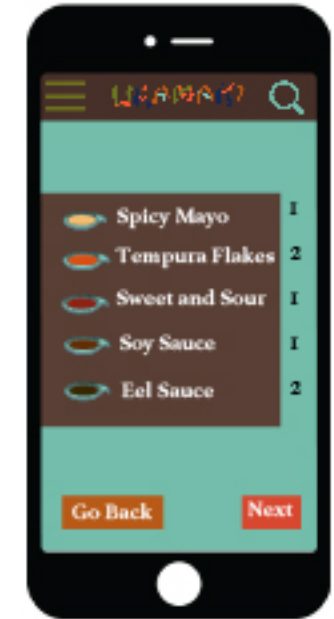 Spicy Mayo 1
Tempura Flakes 2
Sweet and Sour 1
Soy Sauce 1
Eel Sauce 2
Go Back Next